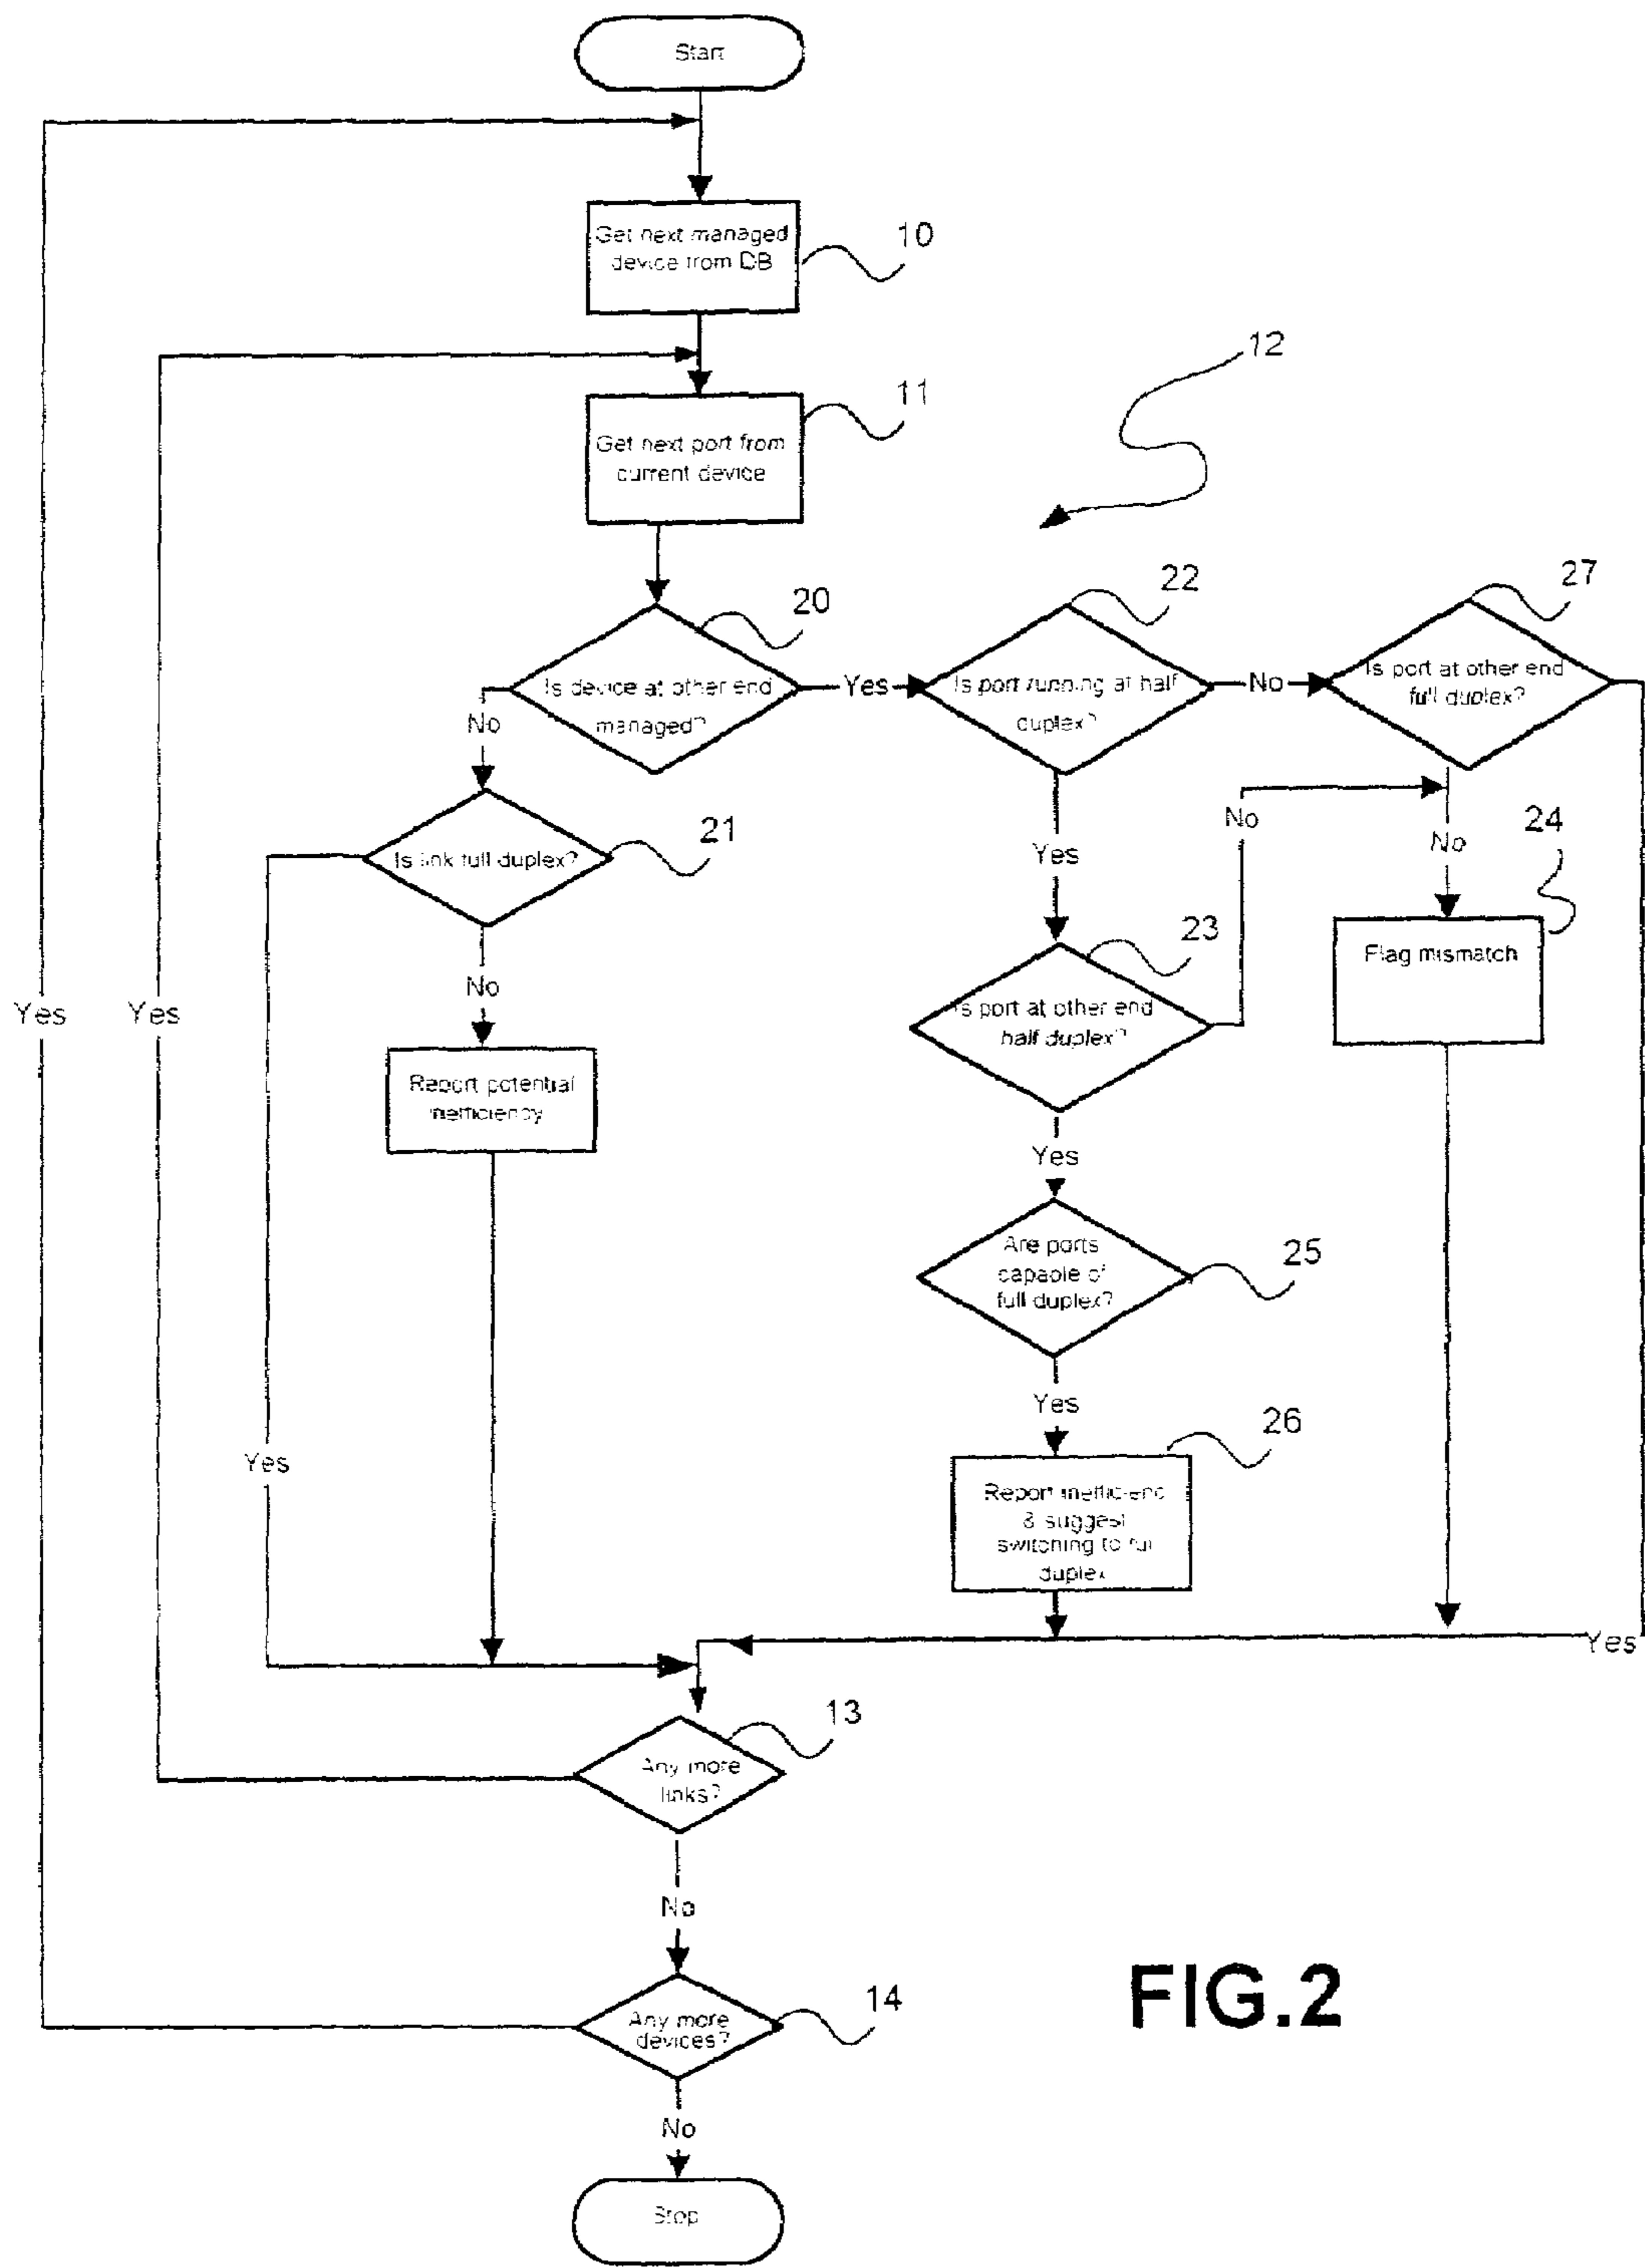 Start
Get next managed
device from DB
10
12
11
Get next port from
current device
20
22
27
Is device at other end
managed?
Yes
Is port running at half
duplex?
No
Is port at other end
full duplex?
No
Is link full duplex?
21
Yes
No
No
24
Flag mismatch
23
Is port at other end
half duplex?
No
Yes
Yes
Report potential
inefficiency
Yes
Are ports
capable of
full duplex?
25
Yes
26
Yes
Report
& suggest
switching to full
duplex
Yes
13
Any more
links?
No
14
Any more
devices?
No
Stop
FIG.2